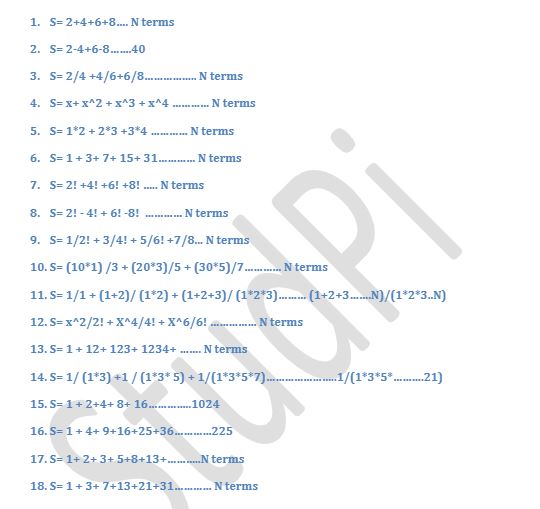 1. S= 2+4+6+8.... N terms
2. S= 2-4+6-8.......40
3. S= 2/4 +4/6+6/8................. N terms
4. S= x+ x^2 + x^3 + x^4 ............ N terms
5. S= 1*2 + 2*3 +3*4 ............ N terms
6. S= 1 + 3+ 7+ 15+ 31............ N terms
7. S= 2! +4! +6! +8! ..... N terms
8. S= 2! - 4! + 6! -8! ............ N terms
9. S= 1/2! + 3/4! + 5/6! +7/8... N terms
10. S= (10*1) /3 + (20*3)/5 + (30*5)/7............ N terms
11. S= 1/1 + (1+2)/ (1*2) + (1+2+3)/ (1*2*3)......... (1+2+3.......N)/(1*2*3..N)
12. S= x^2/2! + X^4/4! + X^6/6! ............... N terms
13. S= 1 + 12+ 123+ 1234+ ....... N terms
14. S= 1/ (1*3) +1 / (1*3* 5) + 1/(1*3*5*7).......................1/(1*3*5*..........21)
15. S= 1 + 2+4+ 8+ 16..............1024
16. S= 1 + 4+ 9+16+25+36............225
17. S= 1+ 2+ 3+ 5+8+13+...........N terms
18. S= 1 + 3+ 7+13+21+31............ N terms
StudPi